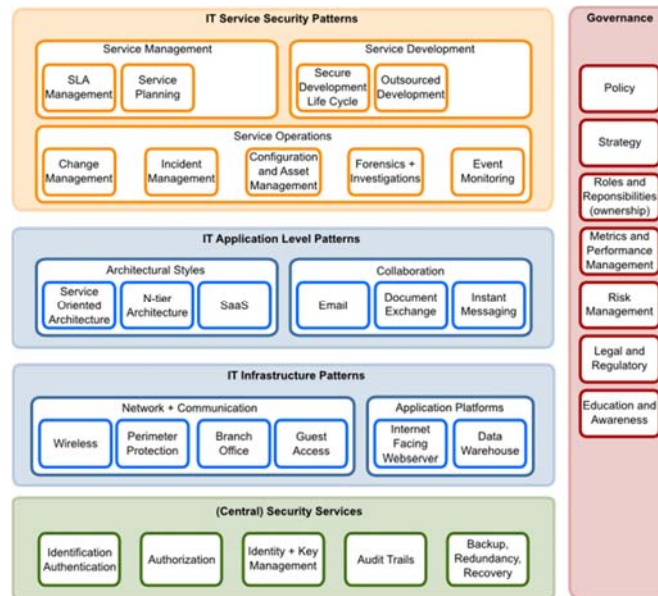 IT Service Security Patterns
Service Management
SLA
Management
Service
Planning
Service Development
Secure
Development
Life Cycle
Outsourced
Development
Service Operations
Change
Management
Incident
Management
Configuration
and Asset
Management
Forensics +
Investigations
Event
Monitoring
IT Application Level Patterns
Architectural Styles
Service
Oriented
Architecture
N-tier
Architecture
SaaS
Collaboration
Email
Document
Exchange
Instant
Messaging
IT Infrastructure Patterns
Network + Communication
Wireless
Perimeter
Protection
Branch
Office
Guest
Access
Application Platforms
Internet
Facing
Webserver
Data
Warehouse
(Central) Security Services
Identification
Authentication
Authorization
Identity + Key
Management
Audit Trails
Backup,
Redundancy,
Recovery
Governance
Policy
Strategy
Roles and
Reponsibilities
(ownership)
Metrics and
Performance
Management
Risk
Management
Legal and
Regulatory
Education and
Awareness